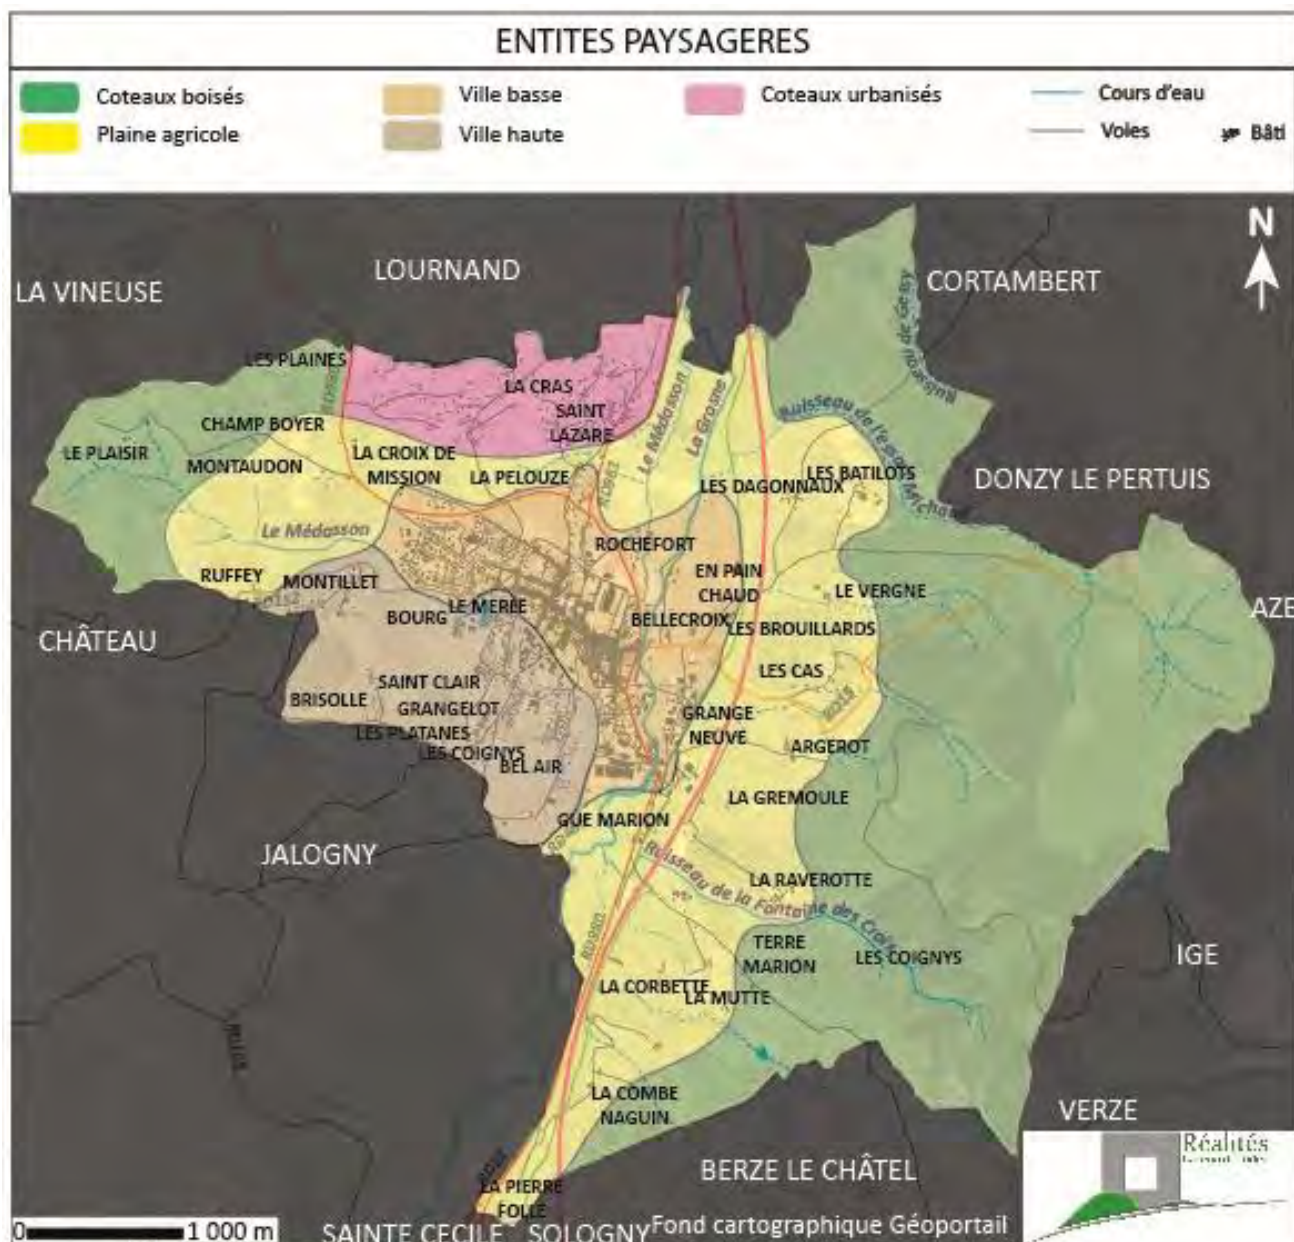 ENTITES PAYSAGERES
Coteaux boisés
Ville basse
Coteaux urbanisés
Cours d'eau
Plaine agricole
Ville haute
Voies
Bâti
N
LOURNAND
CORTAMBERT
LA VINEUSE
LES PLAINES
LA CRAS
SAINT
LAZARE
Le Médasson
La Grosne
CHAMP BOYER
LE PLAISIR
MONTAUDON
LA CROIX DE
MISSION
LA PELOUZE
LES DAGONNAUX
LES BATILOTS
DONZY LE PERTUIS
Le Médasson
ROCHEFORT
EN PAIN
CHAUD
RUFFEY
MONTILLET
LE VERGNE
LE MERLE
BOURG
BELLECROIX
LES BROUILLARDS
AZE
CHÂTEAU
LES CAS
SAINT CLAIR
BRISOLLE
GRANGELOT
LES PLATANES
GRANGE
NEUVE
LES COIGNYS
BEL AIR
ARGEROT
LA GREMOULE
GUE MARION
JALOGNY
Ruisseau de la Fontaine des Croix
LA RAVEROTTE
TERRE
MARION
LES COIGNYS
IGE
RD980
LA CORBETTE
LA MUTTE
LA COMBE
NAGUIN
VERZE
Réalités
BERZE LE CHÂTEL
LA PIERRE
FOLLE
0 1 000 m
SAINTE CECILE
SOLOGNY
Fond cartographique Géoportail